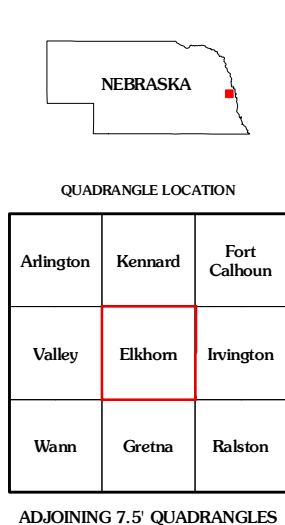 NEBRASKA
QUADRANGLE LOCATION
Arlington Kennard Fort
Calhoun
Valley Elkhorn Irvington
Wann Gretna Ralston
ADJOINING 7.5' QUADRANGLES